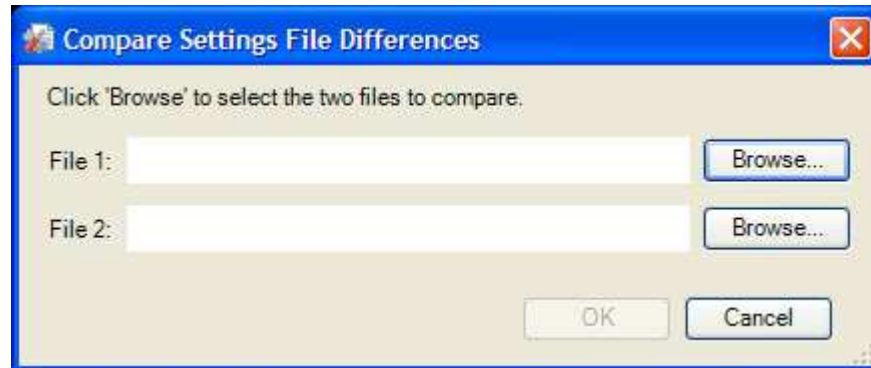 Compare Settings File Differences
Click 'Browse' to select the two files to compare.
File 1: Browse...
File 2: Browse...
OK Cancel